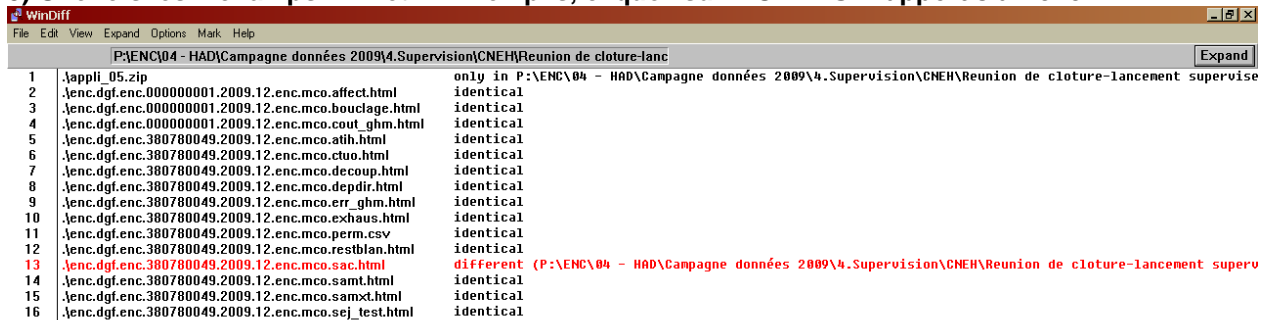 WinDiff
File Edit View Expand Options Mark Help
P:\ENC\04 - HAD\Campagne données 2009\4.Supervision\CNEH\Reunion de cloture-lanc Expand
1 .\appli_05.zip only in P:\ENC\04 - HAD\Campagne données 2009\4.Supervision\CNEH\Reunion de cloture-lancement supervise
2 .\enc.dgf.enc.000000001.2009.12.enc.mco.affect.html identical
3 .\enc.dgf.enc.000000001.2009.12.enc.mco.bouclage.html identical
4 .\enc.dgf.enc.000000001.2009.12.enc.mco.cout_ghm.html identical
5 .\enc.dgf.enc.380780049.2009.12.enc.mco.atih.html identical
6 .\enc.dgf.enc.380780049.2009.12.enc.mco.ctuo.html identical
7 .\enc.dgf.enc.380780049.2009.12.enc.mco.decoup.html identical
8 .\enc.dgf.enc.380780049.2009.12.enc.mco.depdir.html identical
9 .\enc.dgf.enc.380780049.2009.12.enc.mco.err_ghm.html identical
10 .\enc.dgf.enc.380780049.2009.12.enc.mco.exhaus.html identical
11 .\enc.dgf.enc.380780049.2009.12.enc.mco.perm.csv identical
12 .\enc.dgf.enc.380780049.2009.12.enc.mco.restblan.html identical
13 .\enc.dgf.enc.380780049.2009.12.enc.mco.sac.html different (P:\ENC\04 - HAD\Campagne données 2009\4.Supervision\CNEH\Reunion de cloture-lancement superv
14 .\enc.dgf.enc.380780049.2009.12.enc.mco.samt.html identical
15 .\enc.dgf.enc.380780049.2009.12.enc.mco.samxt.html identical
16 .\enc.dgf.enc.380780049.2009.12.enc.mco.sej_test.html identical